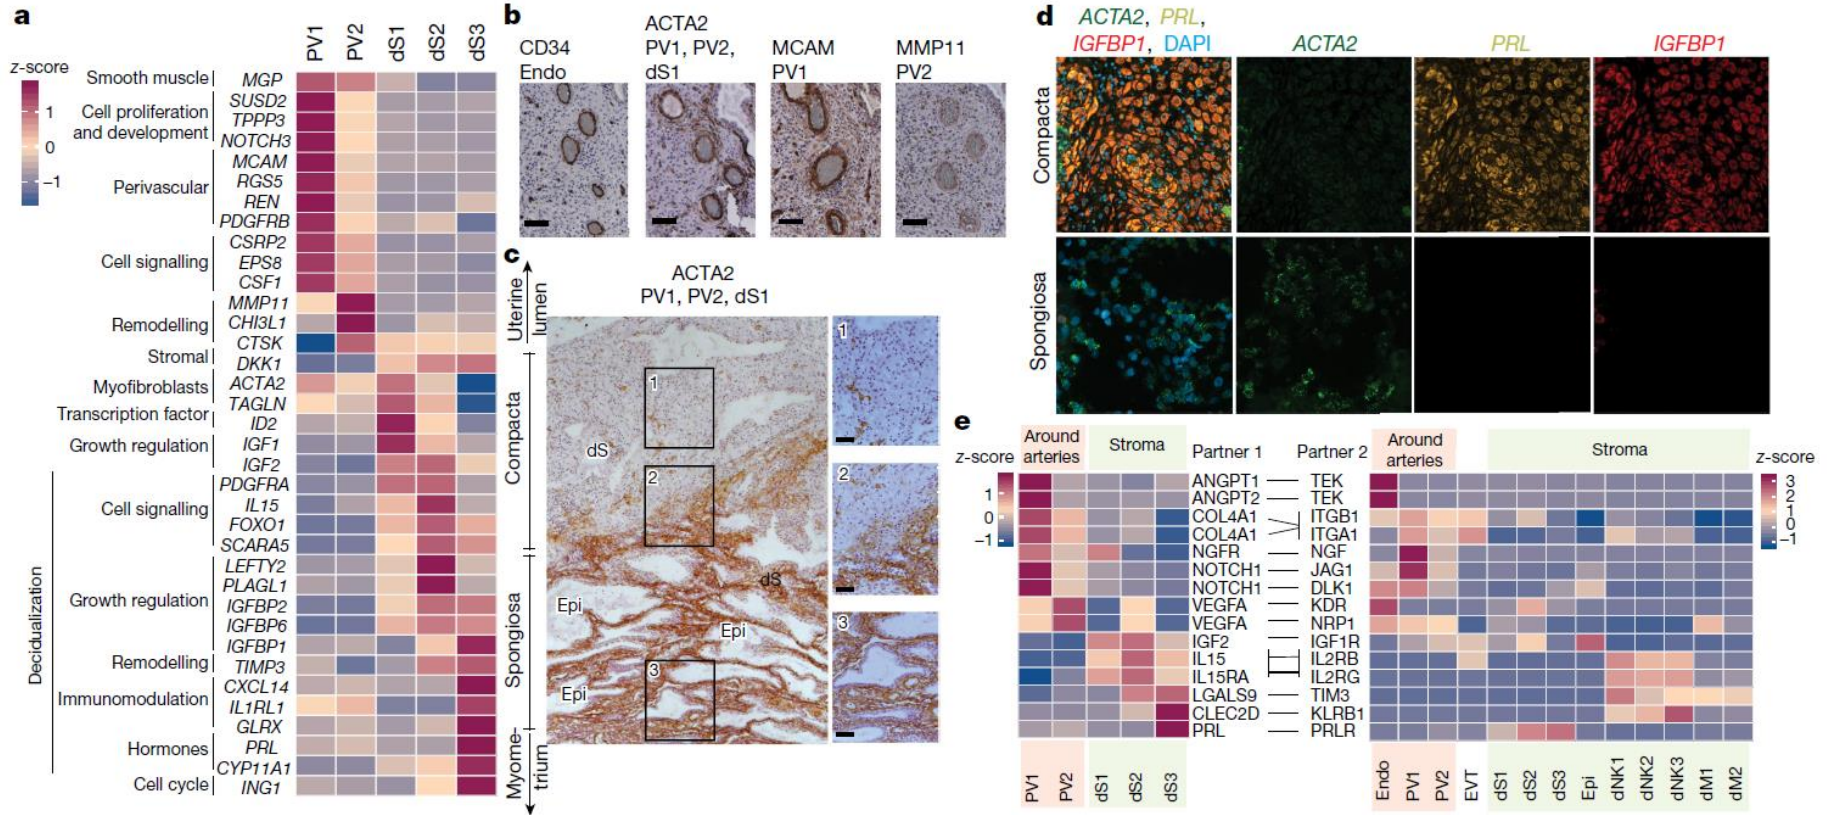 a
PV1
PV2
dS1
dS2
dS3
z-score
1
0
−1
Smooth muscle
Cell proliferation
and development
Perivascular
Cell signalling
Remodelling
Stromal
Myofibroblasts
Transcription factor
Growth regulation
Decidualization
Cell signalling
Growth regulation
Remodelling
Immunomodulation
Hormones
Cell cycle
MGP
SUSD2
TPPP3
NOTCH3
MCAM
RGS5
REN
PDGFRB
CSRP2
EPS8
CSF1
MMP11
CHI3L1
CTSK
DKK1
ACTA2
TAGLN
ID2
IGF1
IGF2
PDGFRA
IL15
FOXO1
SCARA5
LEFTY2
PLAGL1
IGFBP2
IGFBP6
IGFBP1
TIMP3
CXCL14
IL1RL1
GLRX
PRL
CYP11A1
ING1
b
CD34
Endo
ACTA2
PV1, PV2,
dS1
MCAM
PV1
MMP11
PV2
c
ACTA2
PV1, PV2, dS1
Uterine
lumen
Compacta
Spongiosa
Myome-
trium
1
dS
2
dS
Epi
Epi
Epi
3
1
2
3
d
ACTA2, PRL,
IGFBP1, DAPI
ACTA2
PRL
IGFBP1
Compacta
Spongiosa
e
z-score
1
0
−1
Around
arteries
Stroma
Partner 1
Partner 2
Around
arteries
Stroma
z-score
3
2
1
0
−1
ANGPT1 TEK
ANGPT2 TEK
COL4A1 ITGB1
COL4A1 ITGA1
NGFR NGF
NOTCH1 JAG1
NOTCH1 DLK1
VEGFA KDR
VEGFA NRP1
IGF2 IGF1R
IL15 IL2RB
IL15RA IL2RG
LGALS9 TIM3
CLEC2D KLRB1
PRL PRLR
PV1
PV2
dS1
dS2
dS3
Endo
PV1
PV2
EVT
dS1
dS2
dS3
Epi
dNK1
dNK2
dNK3
dM1
dM2